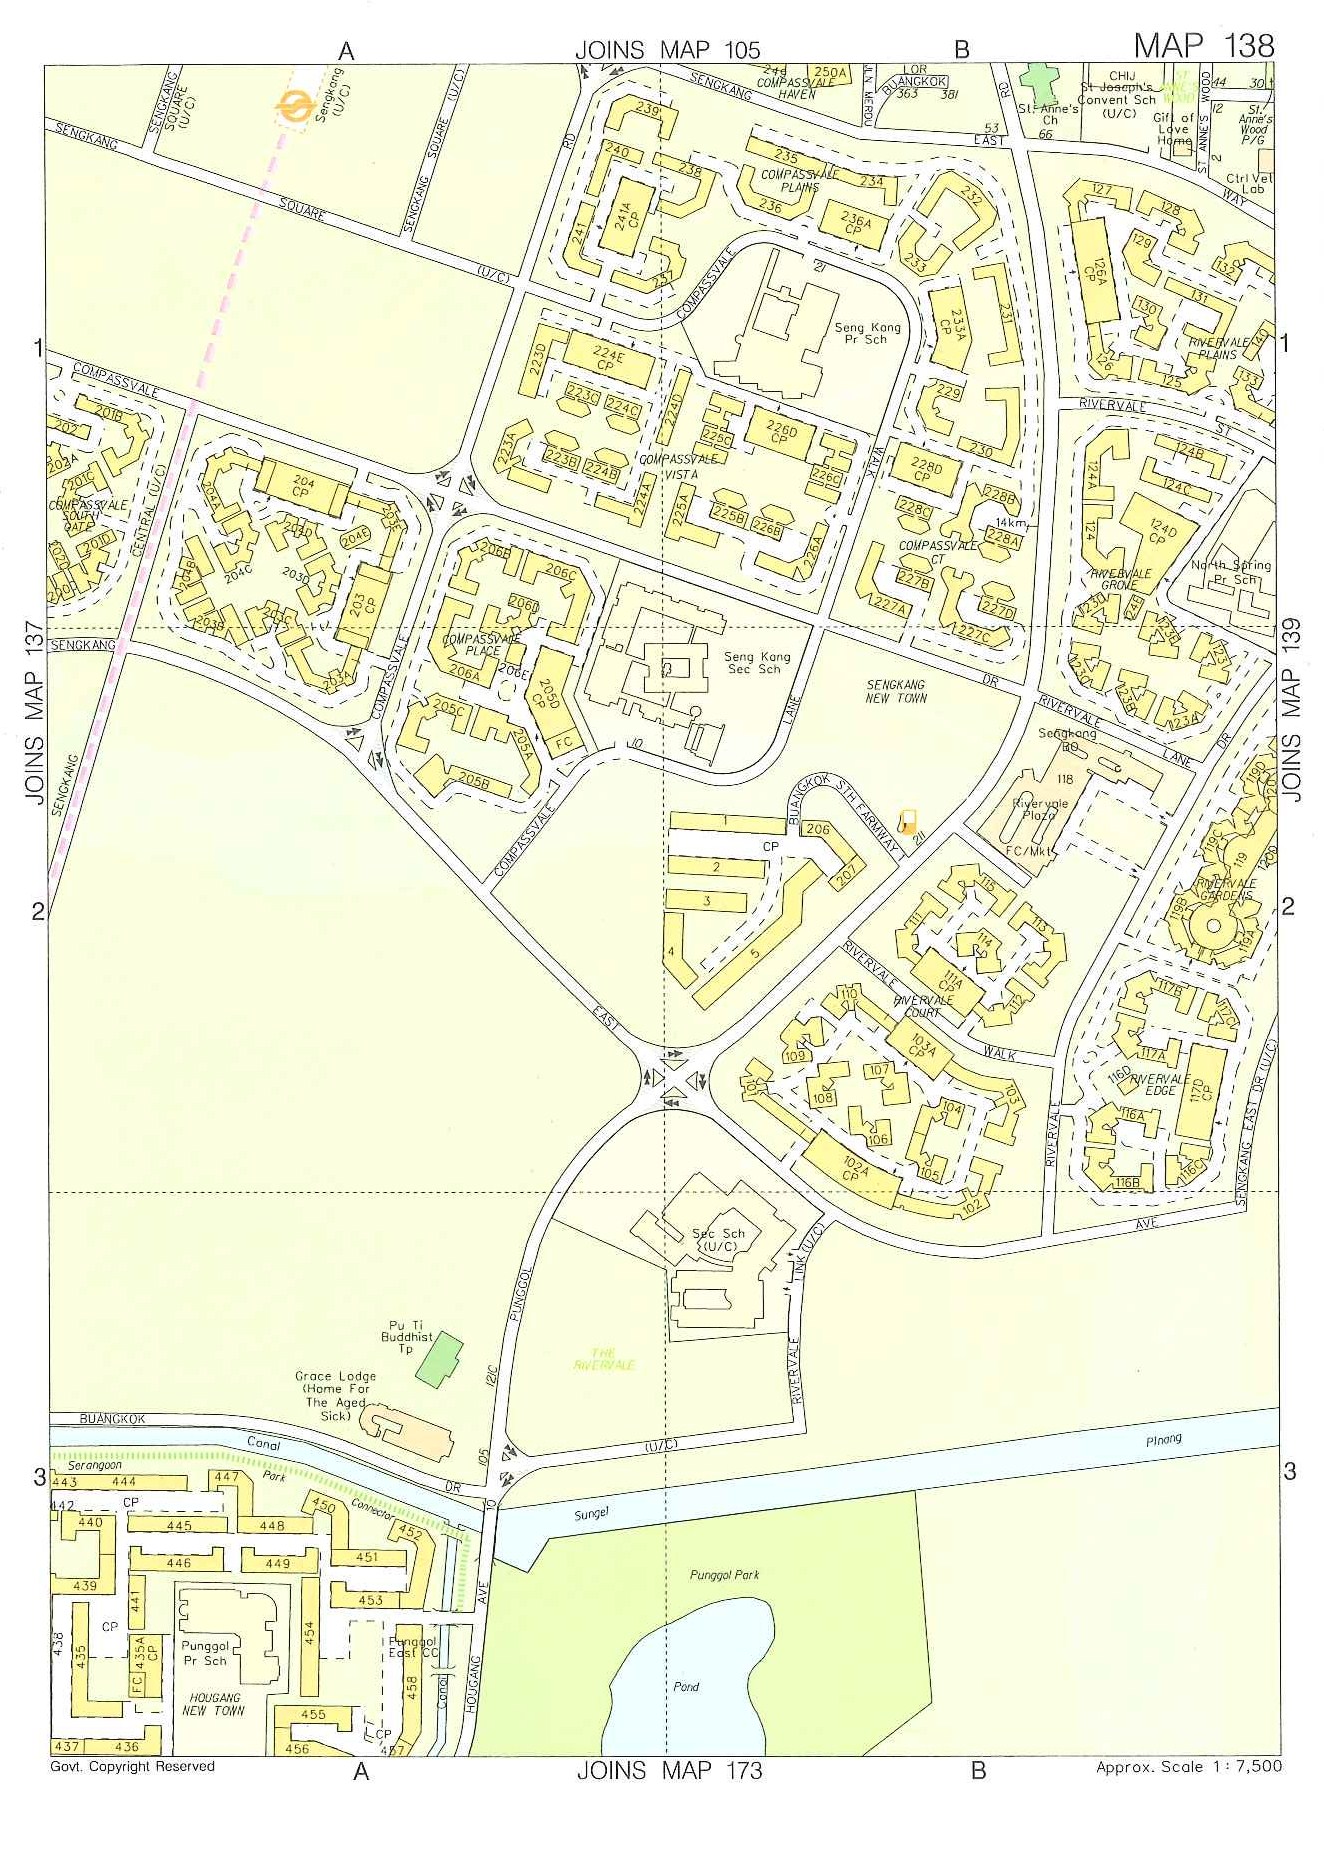 A
JOINS MAP 105
B
MAP 138
SENGKANG
SQUARE
(U/C)
Sengkang
(U/C)
SENGKANG SQUARE (U/C)
SENGKANG
SQUARE
(U/C)
RD
SENGKANG
EAST
WAY
249
250A
COMPASSVALE
HAVEN
JLN MERDU
LOR
BUANGKOK
363 381
53
66
RD
St. Anne's
Ch
CHIJ
St Joseph's
Convent Sch
(U/C)
ST
ANNE'S
WOOD
Gift of
Love
Home
ST ANNE'S WOOD
44
30
12
2
St.
Anne's
Wood
P/G
Ctrl Vet
Lab
239
240
238
241A
CP
241
237
235
COMPASSVALE
PLAINS
234
236
236A
CP
232
233
COMPASSVALE
21
Seng Kang
Pr Sch
233A
CP
231
229
230
WALK
127
128
126A
CP
129
132
130
131
RIVERVALE
PLAINS
140
126
125
133
RIVERVALE
ST
1
1
COMPASSVALE
223D
224E
CP
223C
224C
224D
223A
223B
224B
224A
COMPASSVALE
VISTA
225C
226D
CP
226C
225A
225B
226B
226A
228D
CP
228C
228B
14km
228A
COMPASSVALE
CT
227B
227A
227D
227C
124A
124B
124C
124
124D
CP
RIVERVALE
GROVE
North Spring
Pr Sch
123D
124E
123E
123
123C
123B
123A
201B
202
202A
201C
COMPASSVALE
SOUTH
GATE
201D
CENTRAL (U/C)
204A
204
CP
203E
204E
204B
204C
203D
203
CP
203B
203C
203A
206B
206C
206D
COMPASSVALE
PLACE
206A
206E
205D
CP
FC
205C
205A
205B
COMPASSVALE
Seng Kang
Sec Sch
10
LANE
SENGKANG
NEW TOWN
DR
JOINS MAP 137
JOINS MAP 139
SENGKANG
SENGKANG
RIVERVALE
LANE
Sengkang
BO
118
Rivervale
Plaza
FC/Mkt
DR
119D
119C
119
120D
RIVERVALE
GARDENS
119B
119A
BUANGKOK STH FARMWAY
211
1
CP
206
2
207
3
4
5
COMPASSVALE
2
2
EAST
115
111
113
114
111A
CP
112
RIVERVALE
WALK
RIVERVALE
COURT
110
103A
CP
109
107
108
101
106
104
103
105
102A
CP
102
117B
117C
117A
116D
RIVERVALE
EDGE
117D
CP
116A
116B
116C
RIVERVALE
SENGKANG EAST DR (U/C)
AVE
Sec Sch
(U/C)
LINK (U/C)
RIVERVALE
THE
RIVERVALE
PUNGGOL
121C
105
Pu Ti
Buddhist
Tp
Grace Lodge
(Home For
The Aged
Sick)
BUANGKOK
DR
(U/C)
Canal
Serangoon
Park
Connector
10
Sungei
Pinang
3
3
443
444
447
442
CP
440
445
448
450
452
446
449
451
439
453
441
438
CP
435
435A
CP
FC
Punggol
Pr Sch
454
Punggol
East CC
458
HOUGANG
NEW TOWN
455
CP
437
436
456
457
Canal
HOUGANG
AVE
Punggol Park
Pond
Govt. Copyright Reserved
A
JOINS MAP 173
B
Approx. Scale 1 : 7,500